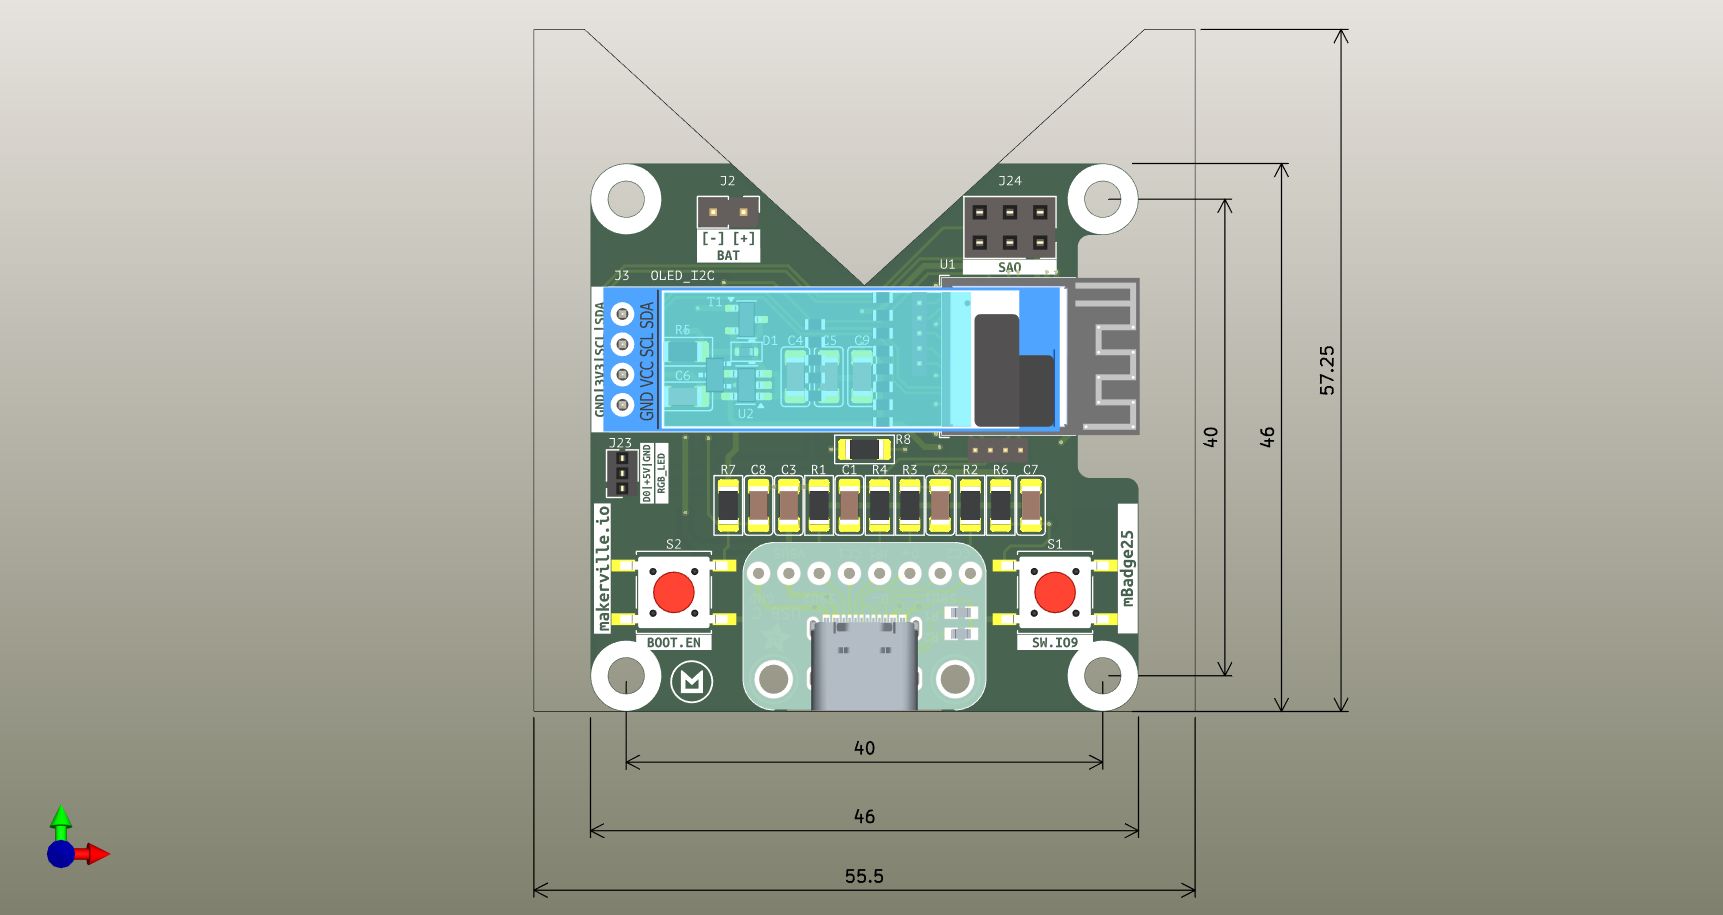 J2
J24
[-] [+]
BAT
SAO
U1
J3 OLED_I2C
GND|3V3|SCL|SDA
GND VCC SCL SDA
T1
R5
D1
C4
C5
C9
C6
U2
R8
J23
D0|+5V|GND
RGB_LED
R7
C8
C3
R1
C1
R4
R3
C2
R2
R6
C7
makerville.io
S2
S1
mBadge25
BOOT.EN
SW.IO9
M
40
46
57.25
40
46
55.5